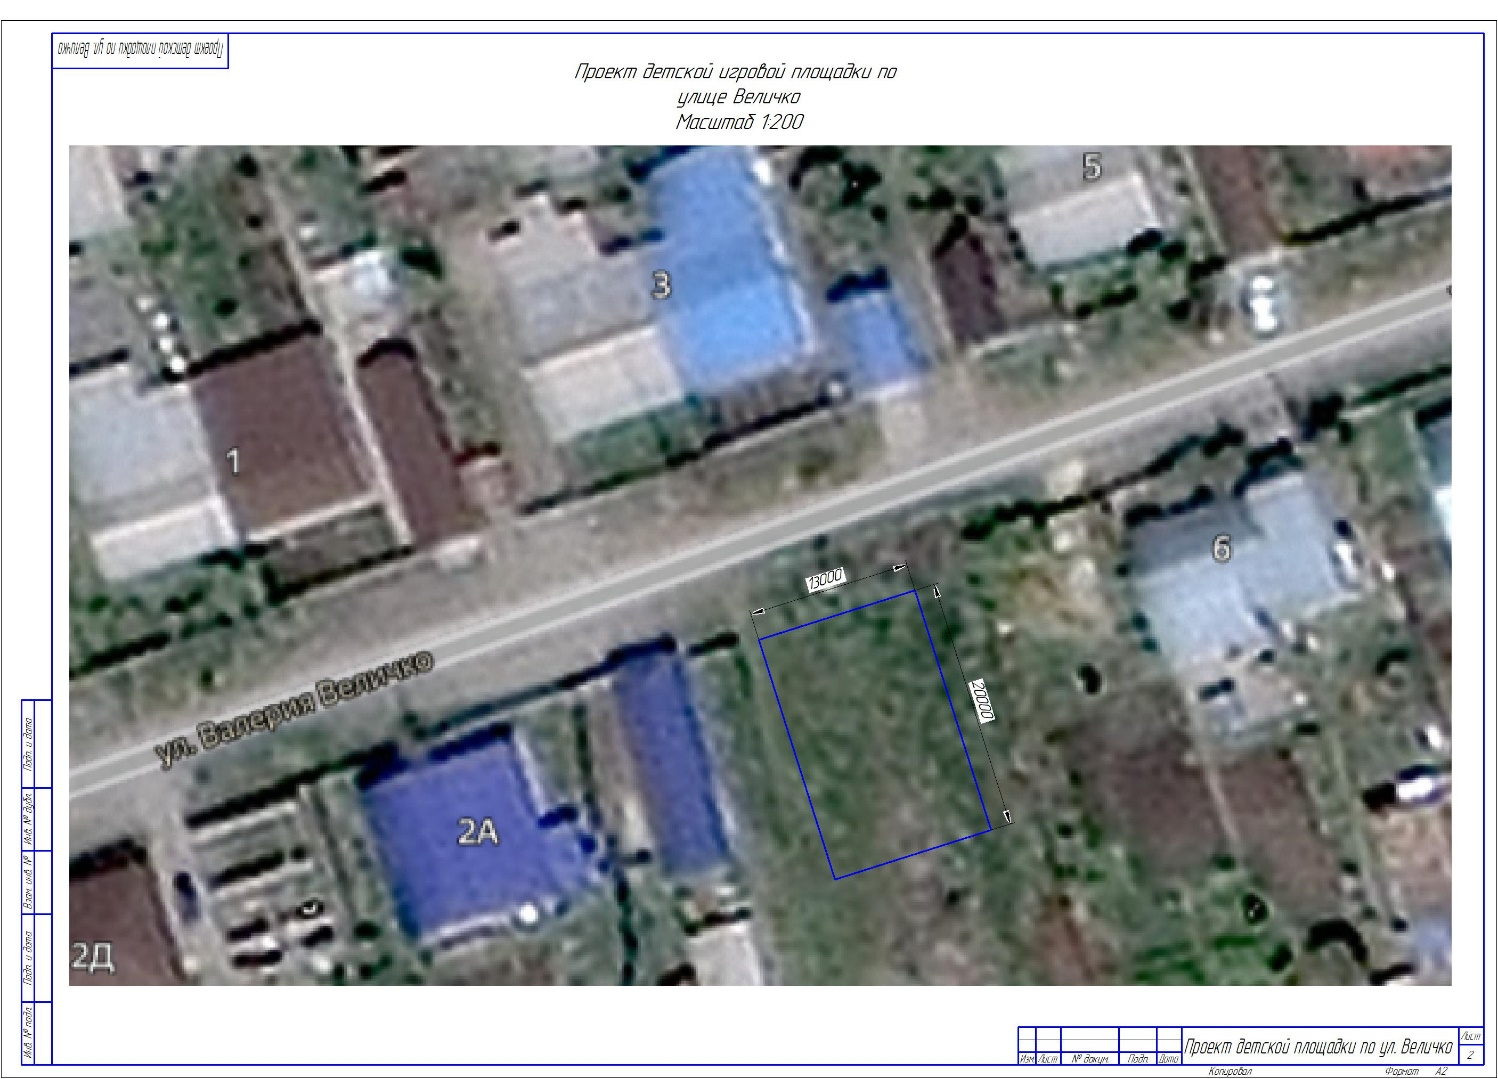 Проект детской площадки по ул. Величко
Проект детской игровой площадки по
улице Величко
Масштаб 1:200
5
3
1
6
13000
20000
ул. Валерия Величко
2А
2Д
Подп. и дата
Инв. № дубл.
Взам. инв. №
Подп. и дата
Инв. № подл.
Изм. Лист № докум. Подп. Дата
Проект детской площадки по ул. Величко
Лист
2
Копировал Формат А2